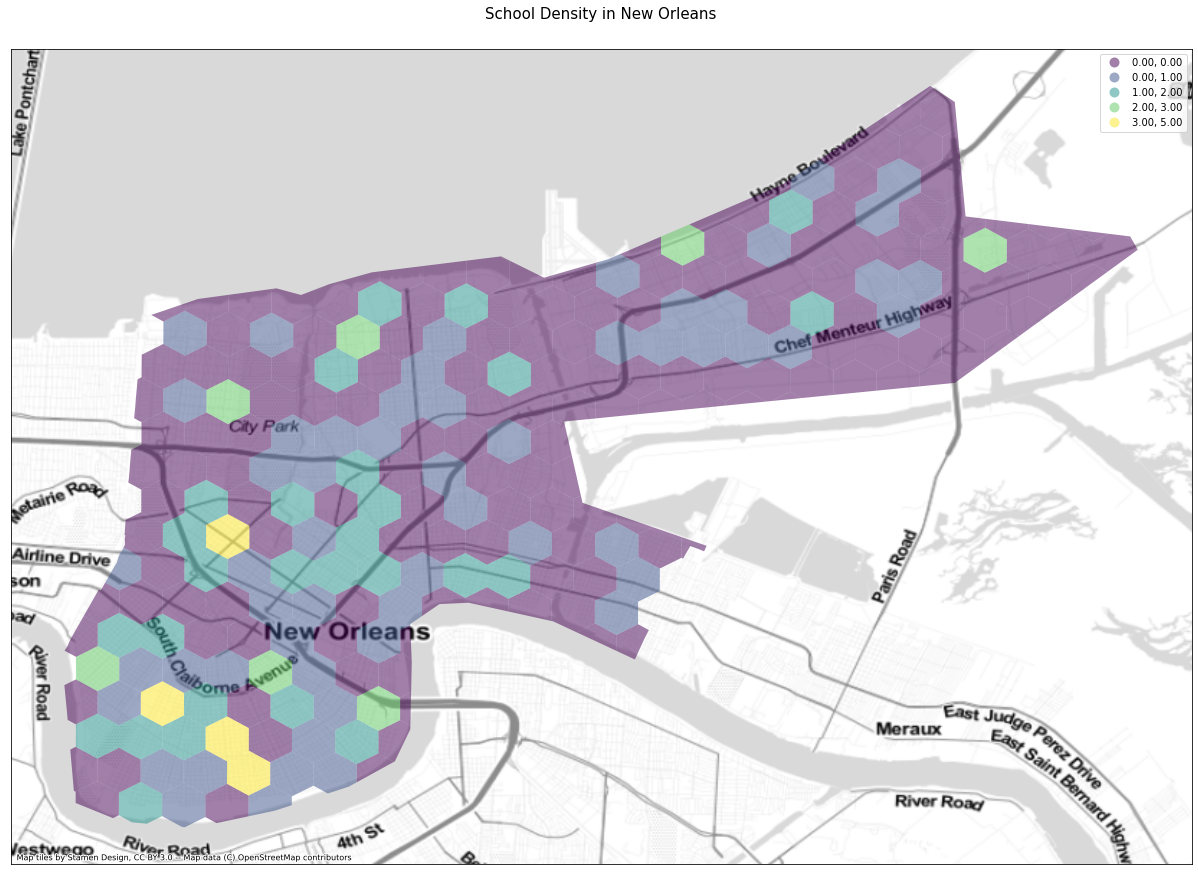 School Density in New Orleans
0.00, 0.00
0.00, 1.00
1.00, 2.00
2.00, 3.00
3.00, 5.00
Lake Pontchart
Hayne Boulevard
Chef Menteur Highway
City Park
Metairie Road
Airline Drive
son
oad
Paris Road
New Orleans
South Claiborne Avenue
River Road
East Judge Perez Drive
Meraux
East Saint Bernard Highw
River Road
4th St
River Road
Westwego
Map tiles by Stamen Design, CC BY 3.0 -- Map data (C) OpenStreetMap contributors